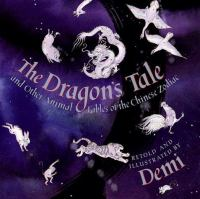 The Dragon's Tale
and Other Animal Fables of the Chinese Zodiac
RETOLD AND
ILLUSTRATED BY
Demi